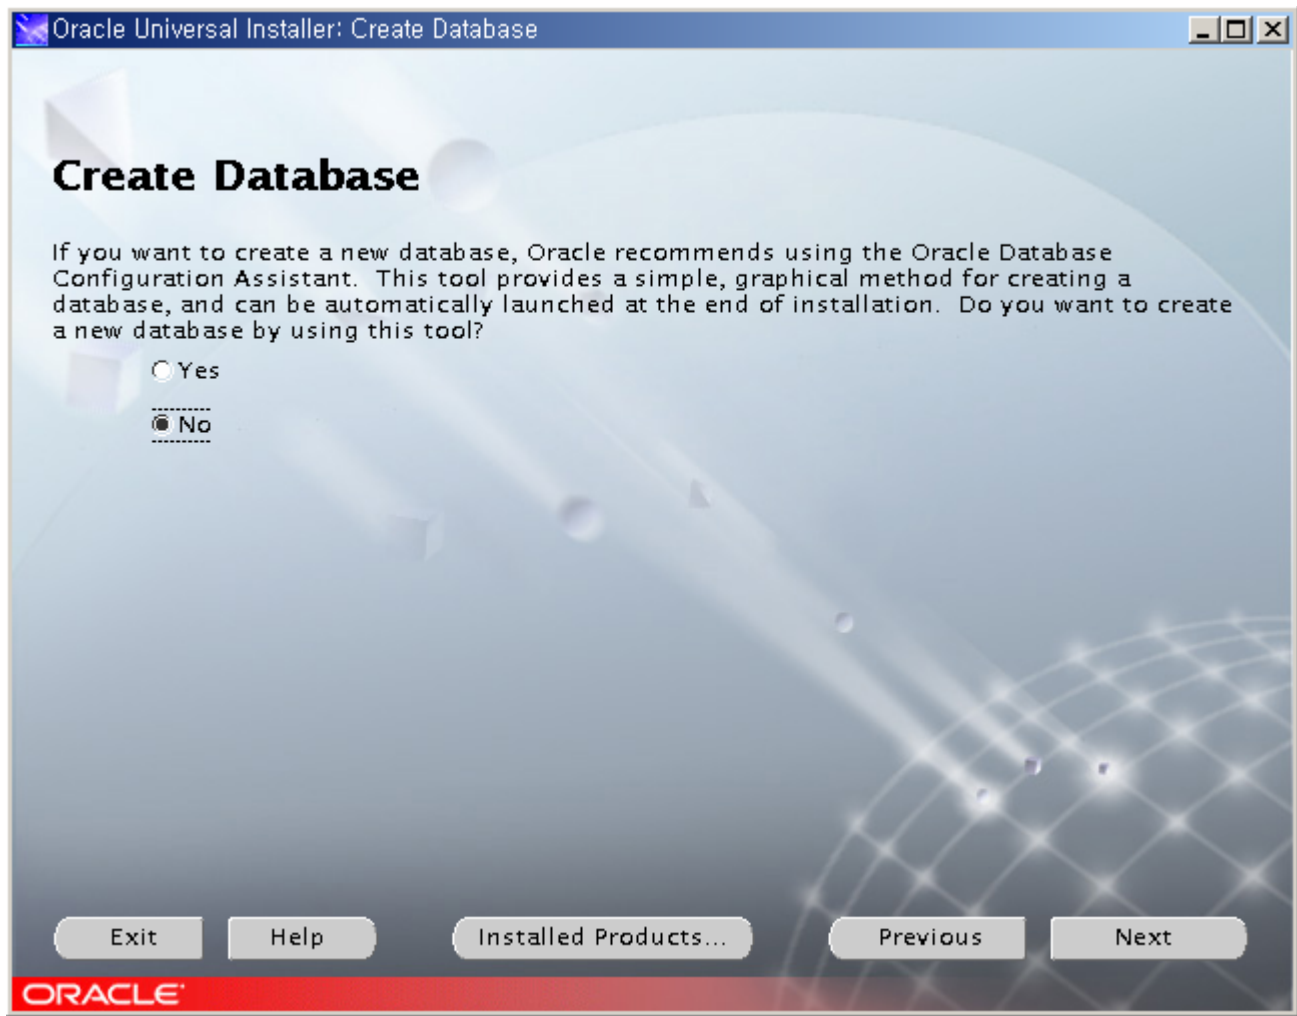 Oracle Universal Installer: Create Database
Create Database
If you want to create a new database, Oracle recommends using the Oracle Database
Configuration Assistant.  This tool provides a simple, graphical method for creating a
database, and can be automatically launched at the end of installation.  Do you want to create
a new database by using this tool?
Yes
No
Exit
Help
Installed Products...
Previous
Next
ORACLE